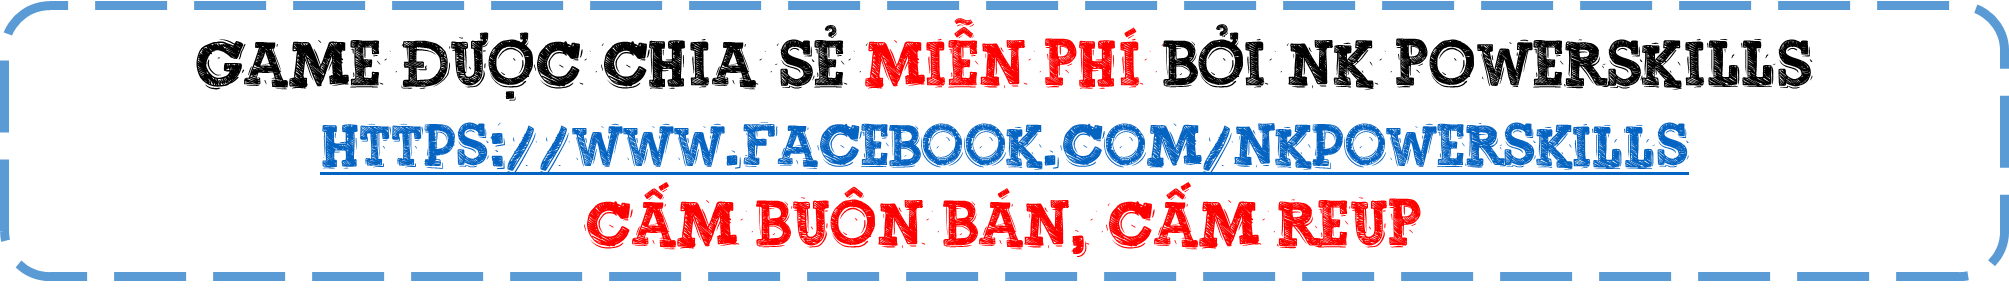 GAME ĐƯỢC CHIA SẺ MIỄN PHÍ BỞI NK POWERSKILLS
HTTPS://WWW.FACEBOOK.COM/NKPOWERSKILLS
CẤM BUÔN BÁN, CẤM REUP